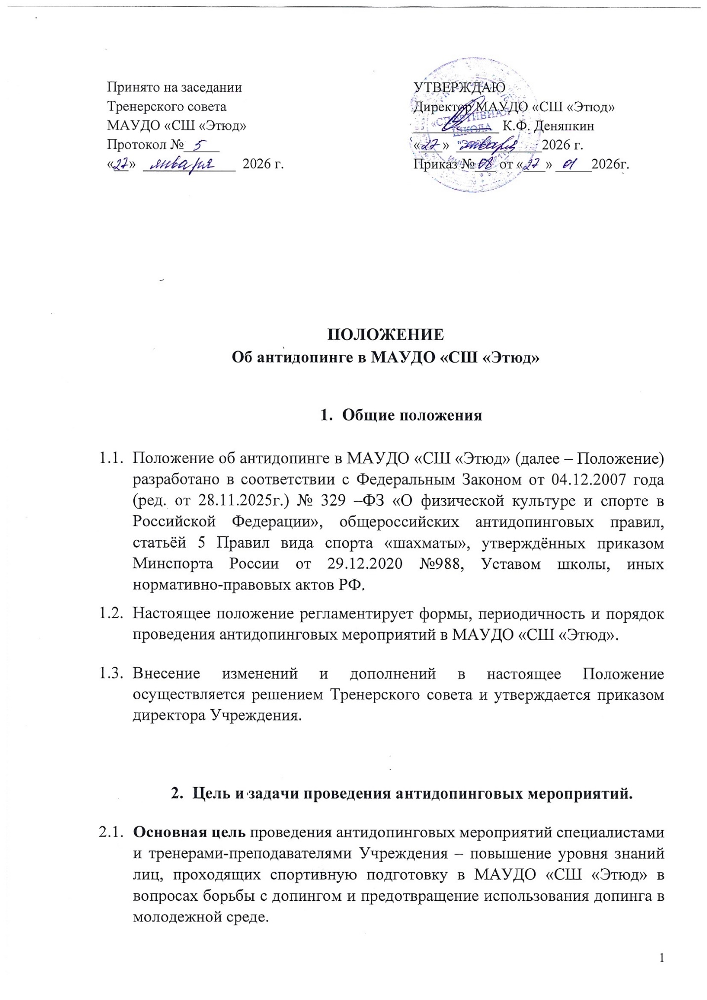 Принято на заседании
Тренерского совета
МАУДО «СШ «Этюд»
Протокол № 5
«27» января 2026 г.
УТВЕРЖДАЮ
Директор МАУДО «СШ «Этюд»
К.Ф. Деняпкин
«27» января 2026 г.
Приказ № 08 от «27» 01 2026г.
«СПОРТИВНАЯ
ШКОЛА
ПОЛОЖЕНИЕ
Об антидопинге в МАУДО «СШ «Этюд»
1. Общие положения
1.1. Положение об антидопинге в МАУДО «СШ «Этюд» (далее – Положение)
разработано в соответствии с Федеральным Законом от 04.12.2007 года
(ред. от 28.11.2025г.) № 329 –ФЗ «О физической культуре и спорте в
Российской Федерации», общероссийских антидопинговых правил,
статьёй 5 Правил вида спорта «шахматы», утверждённых приказом
Минспорта России от 29.12.2020 №988, Уставом школы, иных
нормативно-правовых актов РФ.
1.2. Настоящее положение регламентирует формы, периодичность и порядок
проведения антидопинговых мероприятий в МАУДО «СШ «Этюд».
1.3. Внесение изменений и дополнений в настоящее Положение
осуществляется решением Тренерского совета и утверждается приказом
директора Учреждения.
2. Цель и задачи проведения антидопинговых мероприятий.
2.1. Основная цель проведения антидопинговых мероприятий специалистами
и тренерами-преподавателями Учреждения – повышение уровня знаний
лиц, проходящих спортивную подготовку в МАУДО «СШ «Этюд» в
вопросах борьбы с допингом и предотвращение использования допинга в
молодежной среде.
1